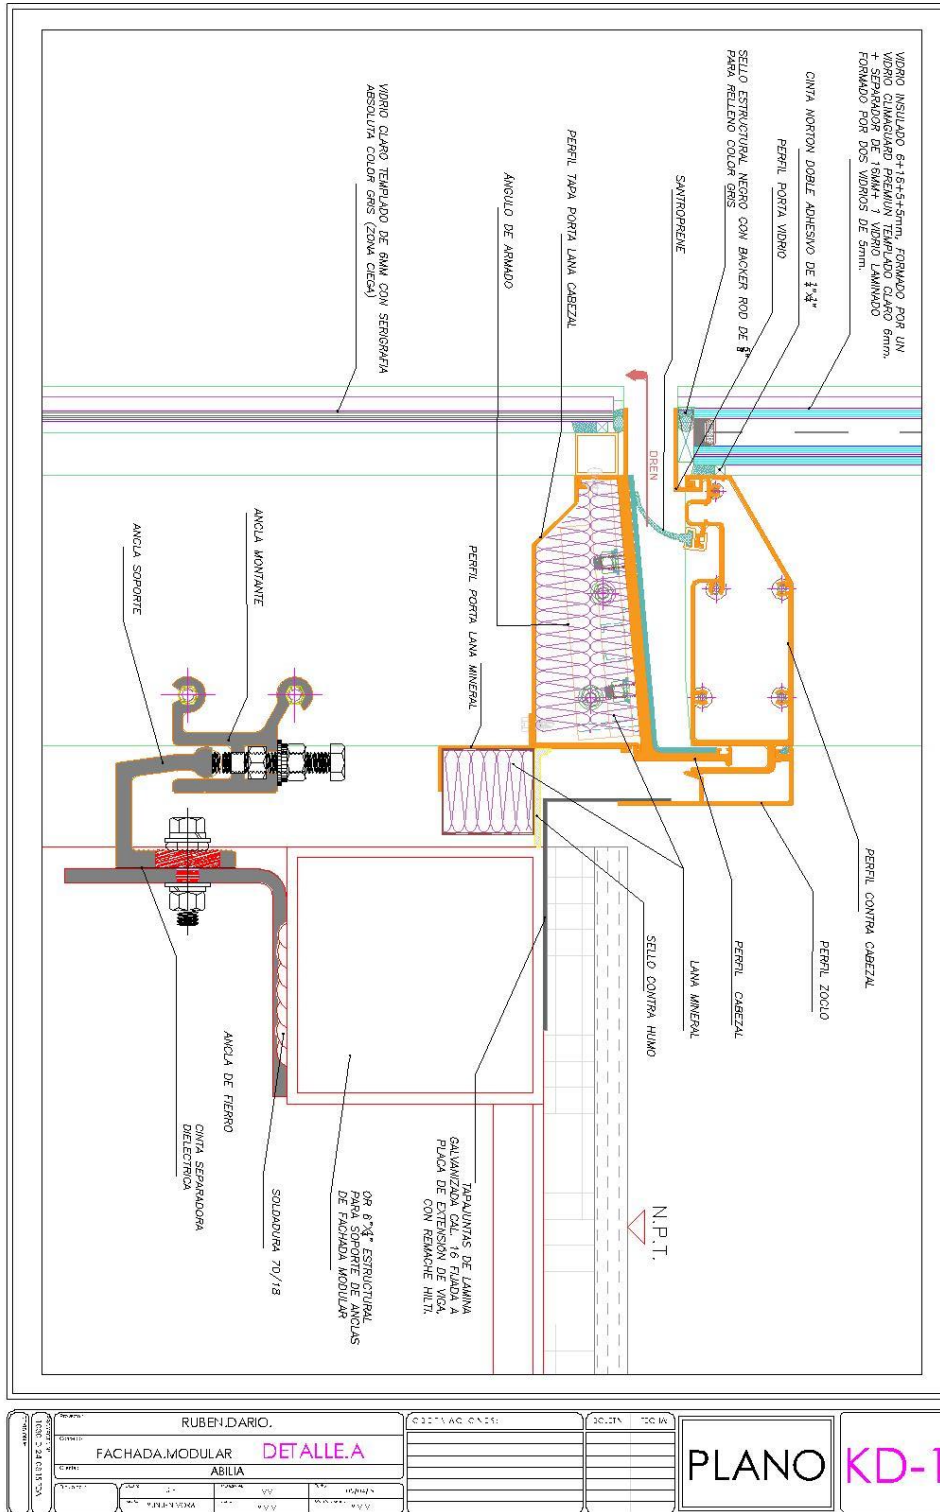 VIDRIO INSULADO 6+16+5+5mm, FORMADO POR UN
VIDRIO CLIMAGUARD PREMIUN TEMPLADO CLARO 6mm.
+ SEPARADOR DE 16MM+ 1 VIDRIO LAMINADO
FORMADO POR DOS VIDRIOS DE 5mm.
CINTA NORTON DOBLE ADHESIVO DE
PERFIL PORTA VIDRIO
SELLO ESTRUCTURAL NEGRO CON BACKER ROD DE
PARA RELLENO COLOR GRIS
SANTROPRENE
PERFIL TAPA PORTA LANA CABEZAL
ÁNGULO DE ARMADO
VIDRIO CLARO TEMPLADO DE 6MM CON SERIGRAFIA
ABSOLUTA COLOR GRIS (ZONA CIEGA)
DREN
ANCLA MONTANTE
ANCLA SOPORTE
PERFIL PORTA LANA MINERAL
PERFIL CONTRA CABEZAL
PERFIL ZOCLO
PERFIL CABEZAL
LANA MINERAL
SELLO CONTRA HUMO
TAPAJUNTAS DE LAMINA
GALVANIZADA CAL. 16 FIJADA A
PLACA DE EXTENSIÓN DE VIGA,
CON REMACHE HILTI.
OR 6"X ESTRUCTURAL
PARA SOPORTE DE ANCLAS
DE FACHADA MODULAR
SOLDADURA 70/18
ANCLA DE FIERRO
CINTA SEPARADORA
DIELECTRICA
N.P.T.
RUBEN.DARIO.
FACHADA.MODULAR DETALLE.A
ABILIA
PLANO
KD-1